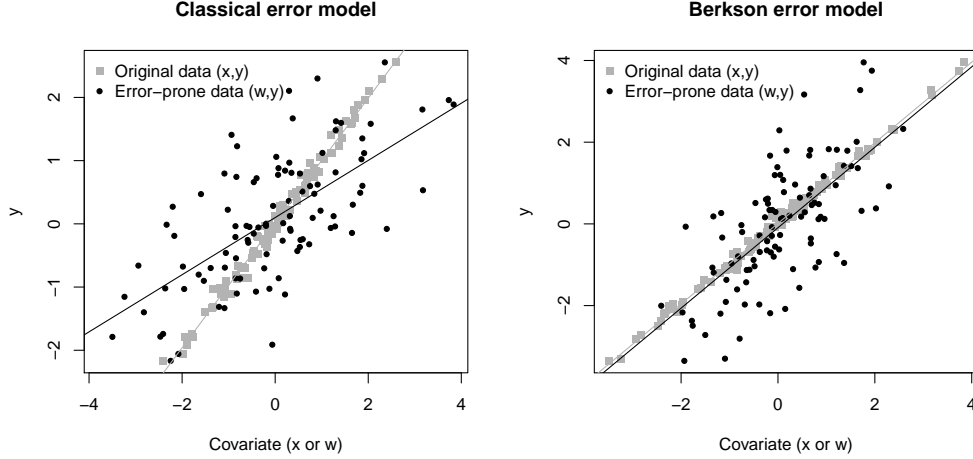 Classical error model
Original data (x,y)
Error−prone data (w,y)
y
2
1
0
−1
−2
−4
−2
0
2
4
Covariate (x or w)
Berkson error model
Original data (x,y)
Error−prone data (w,y)
y
4
2
0
−2
−2
0
2
4
Covariate (x or w)